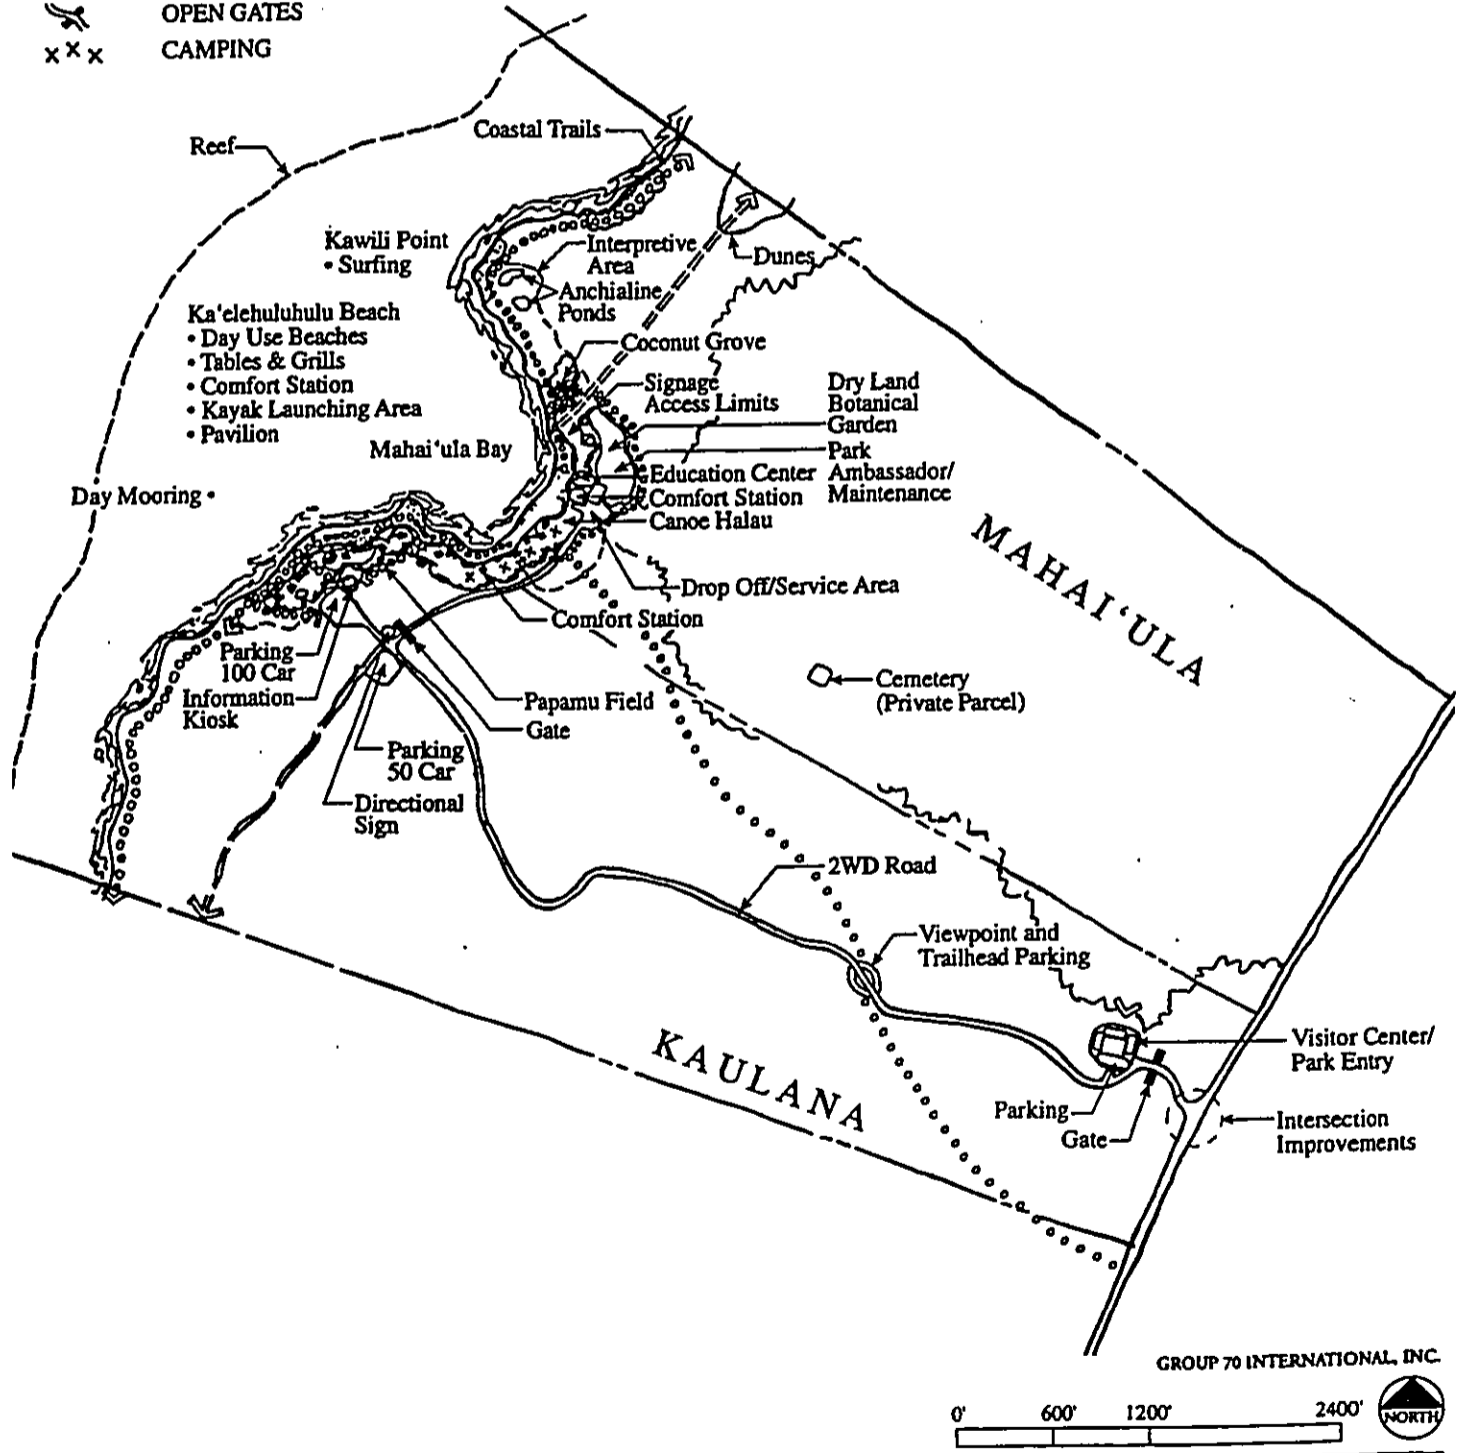 OPEN GATES
CAMPING
Coastal Trails
Reef
Kawili Point
• Surfing
Interpretive
Area
Dunes
Anchialine
Ponds
Ka'elehuluhulu Beach
• Day Use Beaches
• Tables & Grills
• Comfort Station
• Kayak Launching Area
• Pavilion
Coconut Grove
Signage
Access Limits
Dry Land
Botanical
Garden
Mahai'ula Bay
Park
Ambassador/
Maintenance
Education Center
Comfort Station
Canoe Halau
Day Mooring •
MAHAI'ULA
Drop Off/Service Area
Comfort Station
Parking
100 Car
Information
Kiosk
Papamu Field
Gate
Cemetery
(Private Parcel)
Parking
50 Car
Directional
Sign
2WD Road
Viewpoint and
Trailhead Parking
KAULANA
Visitor Center/
Park Entry
Parking
Gate
Intersection
Improvements
GROUP 70 INTERNATIONAL, INC.
0' 600' 1200' 2400'
NORTH